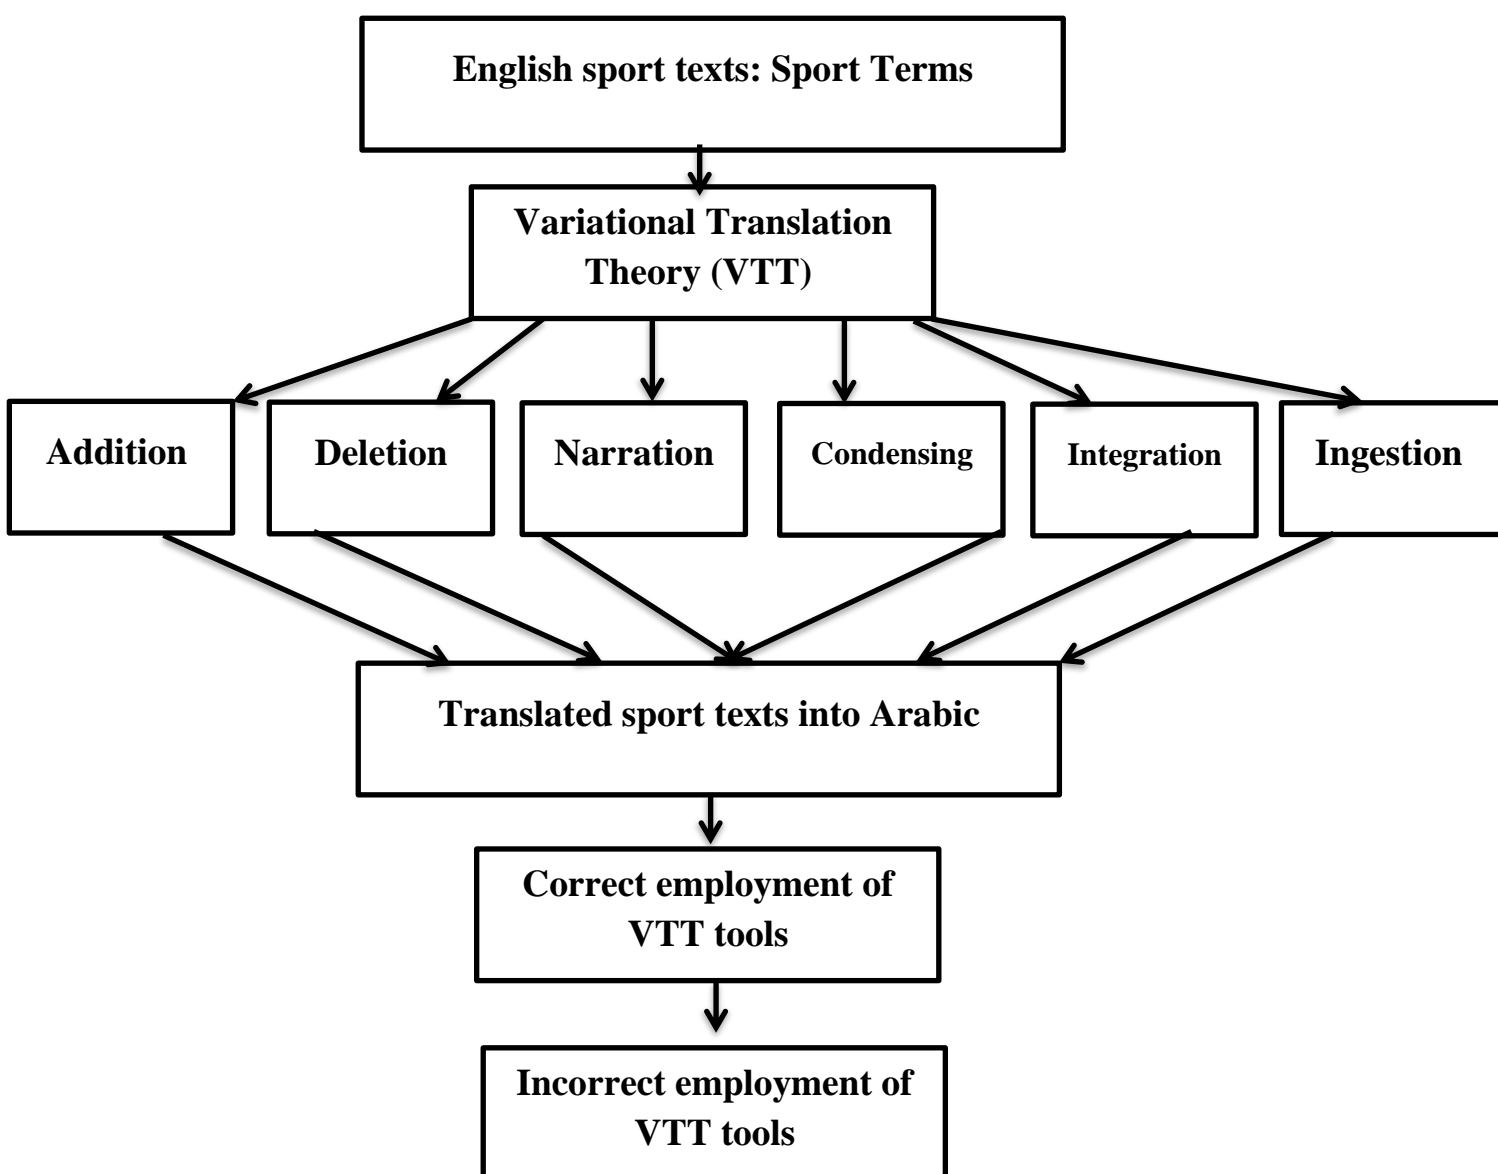 English sport texts: Sport Terms
Variational Translation
Theory (VTT)
Addition
Deletion
Narration
Condensing
Integration
Ingestion
Translated sport texts into Arabic
Correct employment of
VTT tools
Incorrect employment of
VTT tools